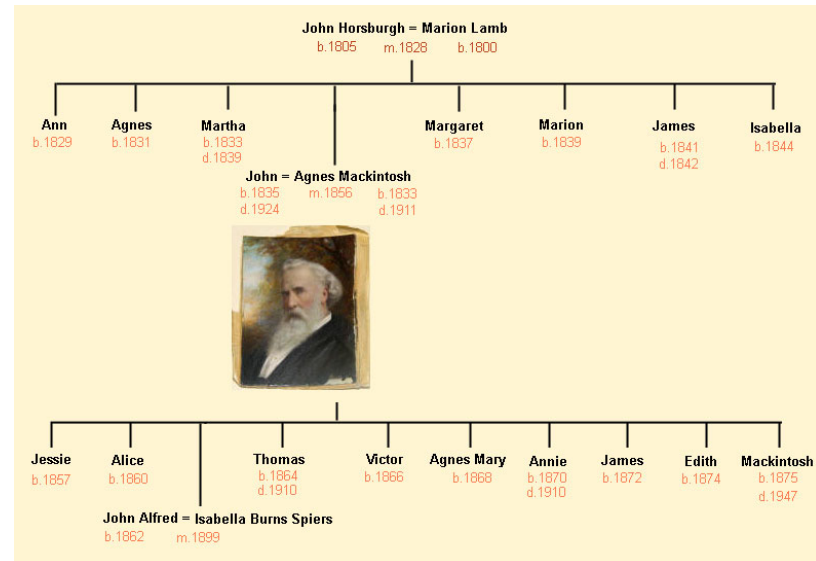 John Horsburgh = Marion Lamb
b.1805 m.1828 b.1800
Ann Agnes Martha Margaret Marion James Isabella
b.1829 b.1831 b.1833 b.1837 b.1839 b.1841 b.1844
d.1839 d.1842
John = Agnes Mackintosh
b.1835 m.1856 b.1833
d.1924 d.1911
Jessie Alice Thomas Victor Agnes Mary Annie James Edith Mackintosh
b.1857 b.1860 b.1864 b.1866 b.1868 b.1870 b.1872 b.1874 b.1875
d.1910 d.1910 d.1947
John Alfred = Isabella Burns Spiers
b.1862 m.1899